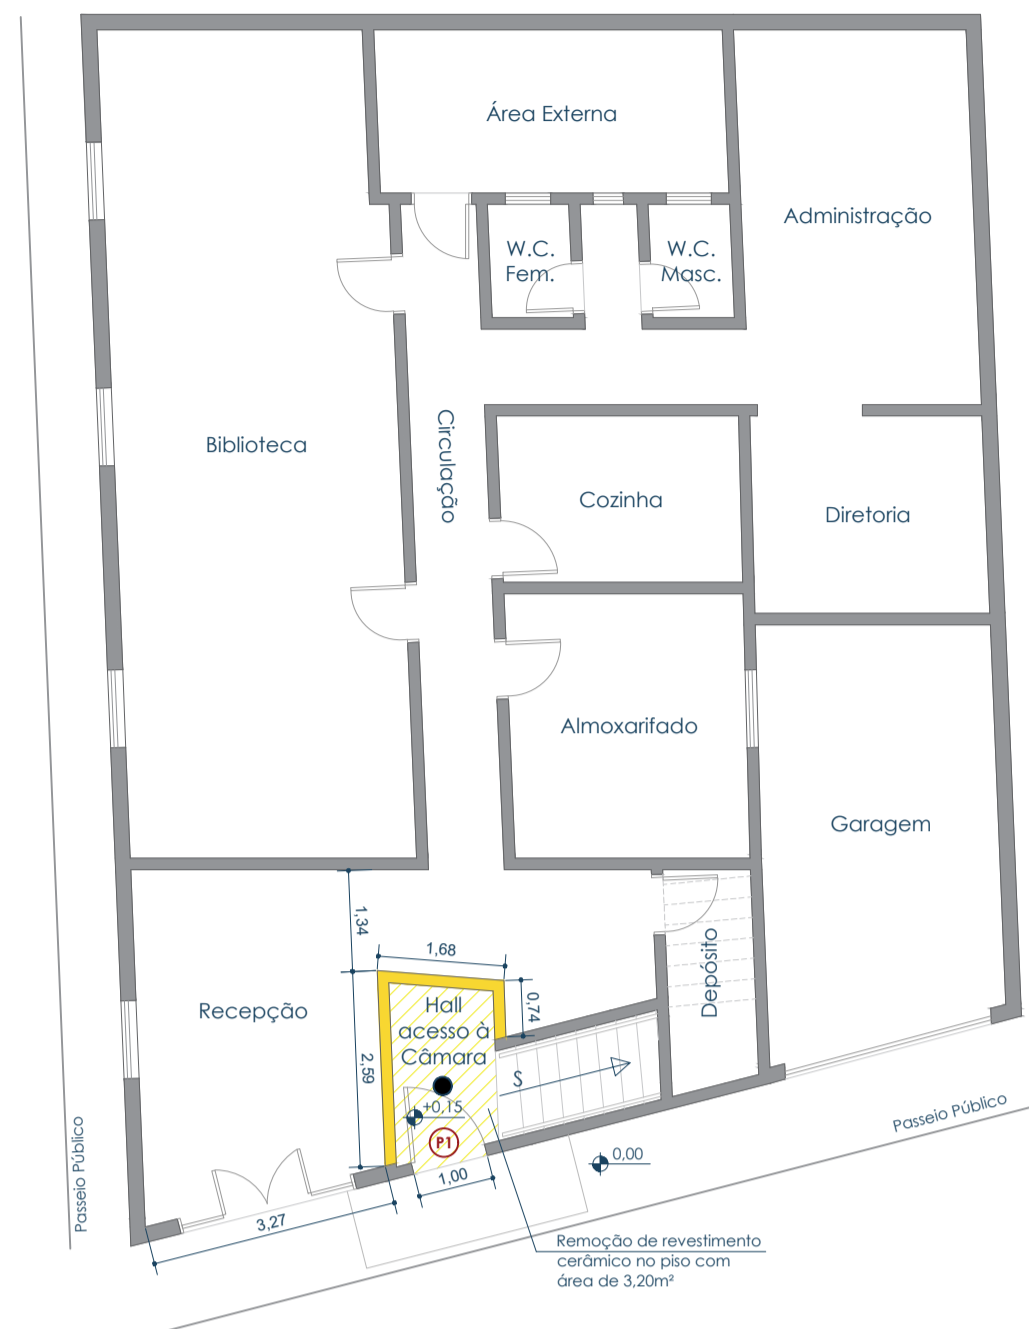 Área Externa
Administração
W.C.
Fem.
W.C.
Masc.
Circulação
Biblioteca
Cozinha
Diretoria
Almoxarifado
Garagem
1,34
1,68
0,74
Depósito
Recepção
Hall
acesso à
Câmara
2,59
S
+0,15
P1
1,00
0,00
3,27
Passeio Público
Passeio Público
Remoção de revestimento
cerâmico no piso com
área de 3,20m²